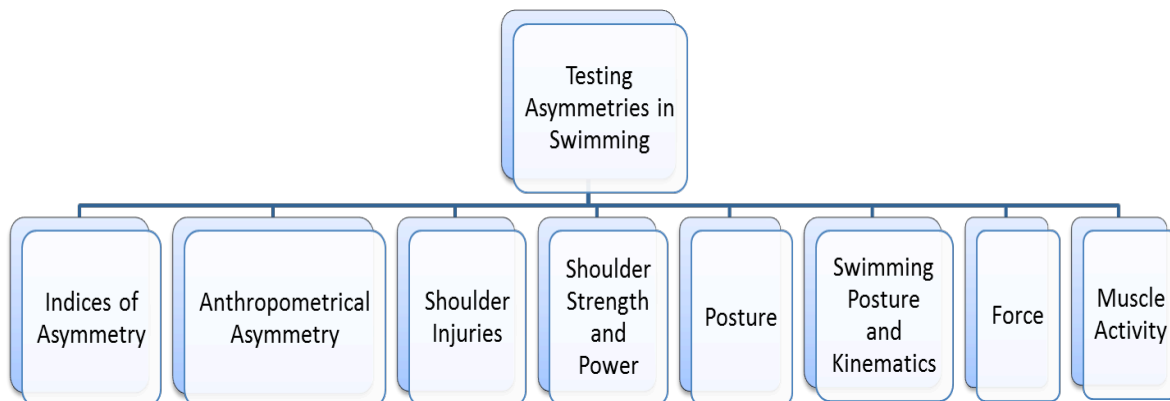 Testing
Asymmetries in
Swimming
Indices of
Asymmetry
Anthropometrical
Asymmetry
Shoulder
Injuries
Shoulder
Strength
and
Power
Posture
Swimming
Posture
and
Kinematics
Force
Muscle
Activity